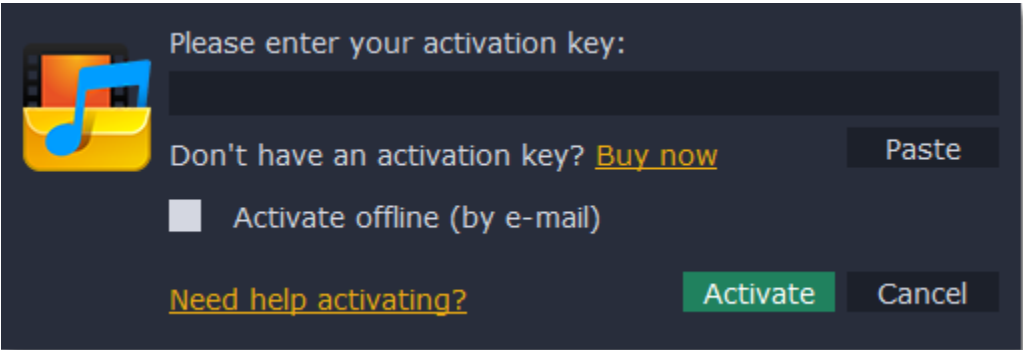 Please enter your activation key:
Don't have an activation key? Buy now
Paste
Activate offline (by e-mail)
Need help activating?
Activate
Cancel